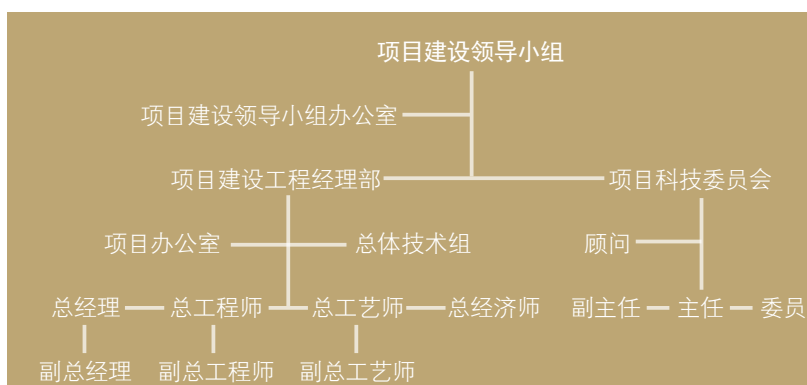 项目建设领导小组
项目建设领导小组办公室
项目建设工程经理部 项目科技委员会
项目办公室 总体技术组 顾问
总经理 总工程师 总工艺师 总经济师 副主任 主任 委员
副总经理 副总工程师 副总工艺师